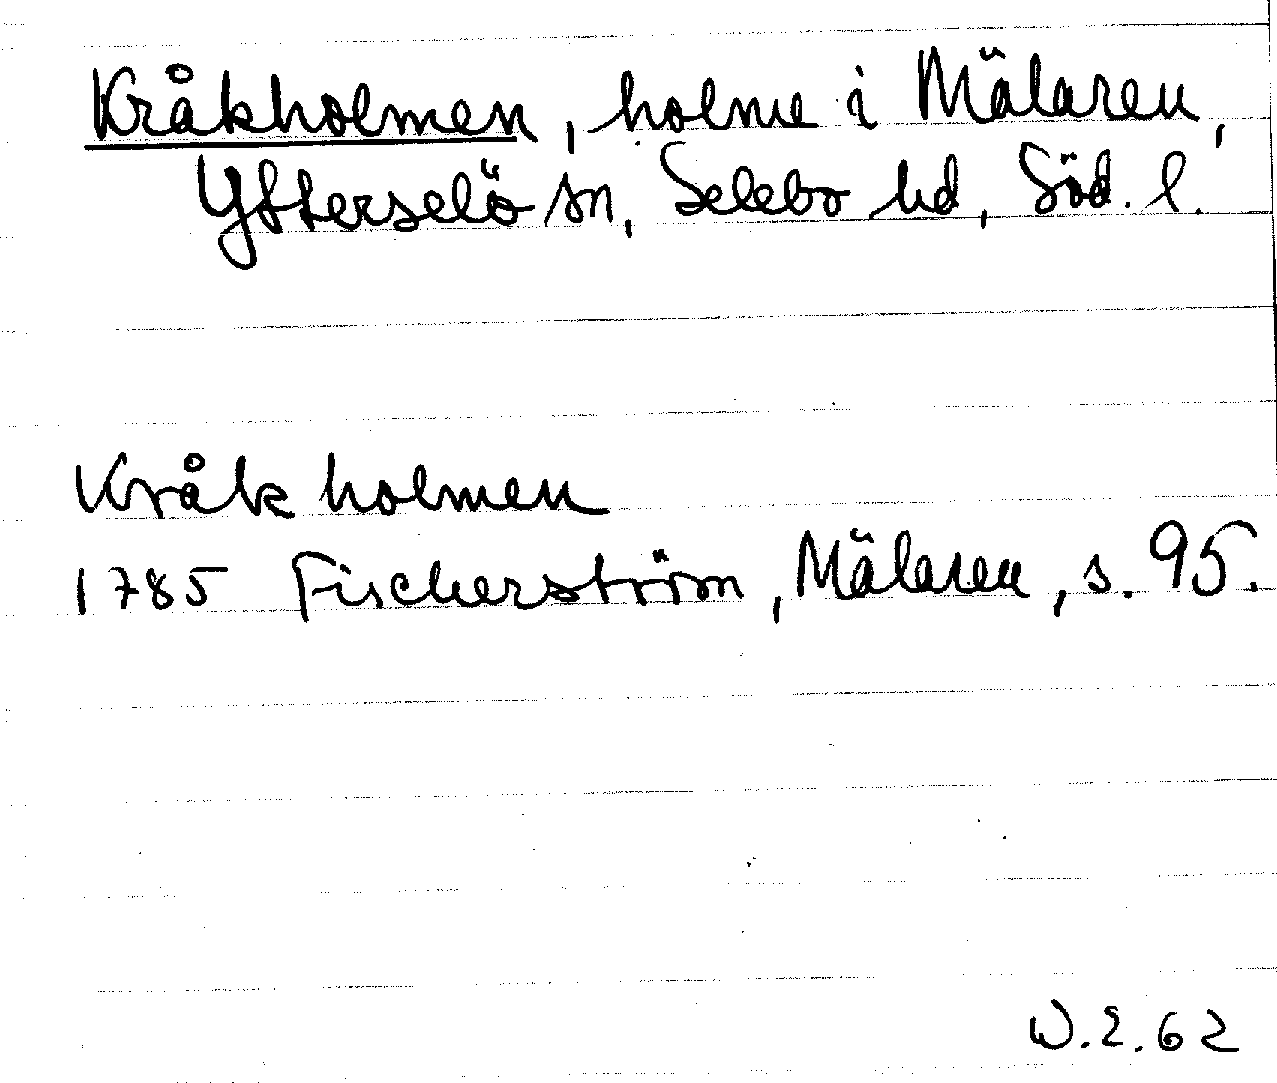 Kråkholmen, holme i Mälaren,
Ytterselö sn, Selebo hd, Söd. l.
Kråk holmen
1785 Fischerström, Mälaren, s. 95.
W.2.62